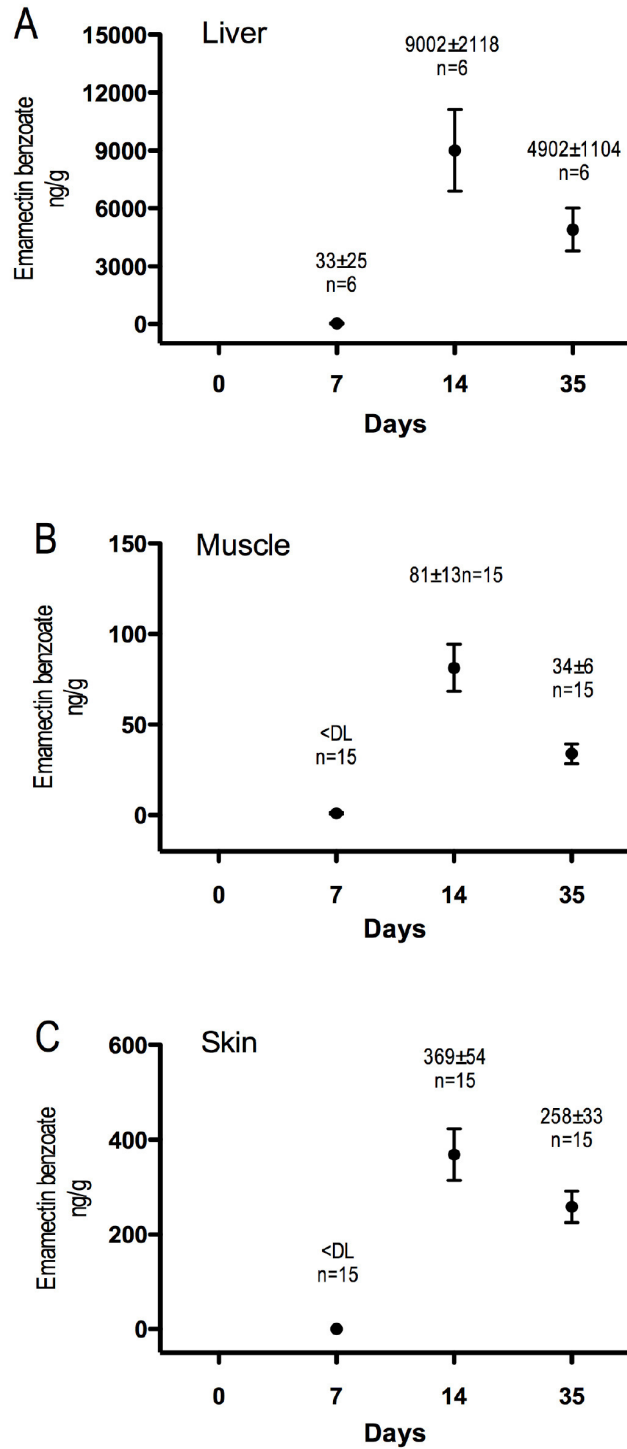 A
Liver
Emamectin benzoate
ng/g
15000
12000
9000
6000
3000
0
33±25
n=6
9002±2118
n=6
4902±1104
n=6
0 7 14 35
Days
B
Muscle
Emamectin benzoate
ng/g
150
100
50
0
<DL
n=15
81±13n=15
34±6
n=15
0 7 14 35
Days
C
Skin
Emamectin benzoate
ng/g
600
400
200
0
<DL
n=15
369±54
n=15
258±33
n=15
0 7 14 35
Days